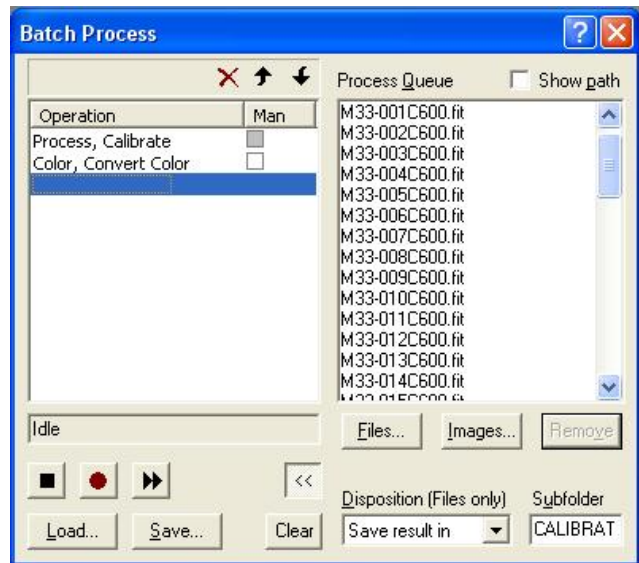 Batch Process
Process Queue
Show path
Operation
Man
Process, Calibrate
Color, Convert Color
M33-001C600.fit
M33-002C600.fit
M33-003C600.fit
M33-004C600.fit
M33-005C600.fit
M33-006C600.fit
M33-007C600.fit
M33-008C600.fit
M33-009C600.fit
M33-010C600.fit
M33-011C600.fit
M33-012C600.fit
M33-013C600.fit
M33-014C600.fit
M33-015C600.fit
Idle
Files...
Images...
Remove
<<
Disposition (Files only)
Subfolder
Load...
Save...
Clear
Save result in
CALIBRAT